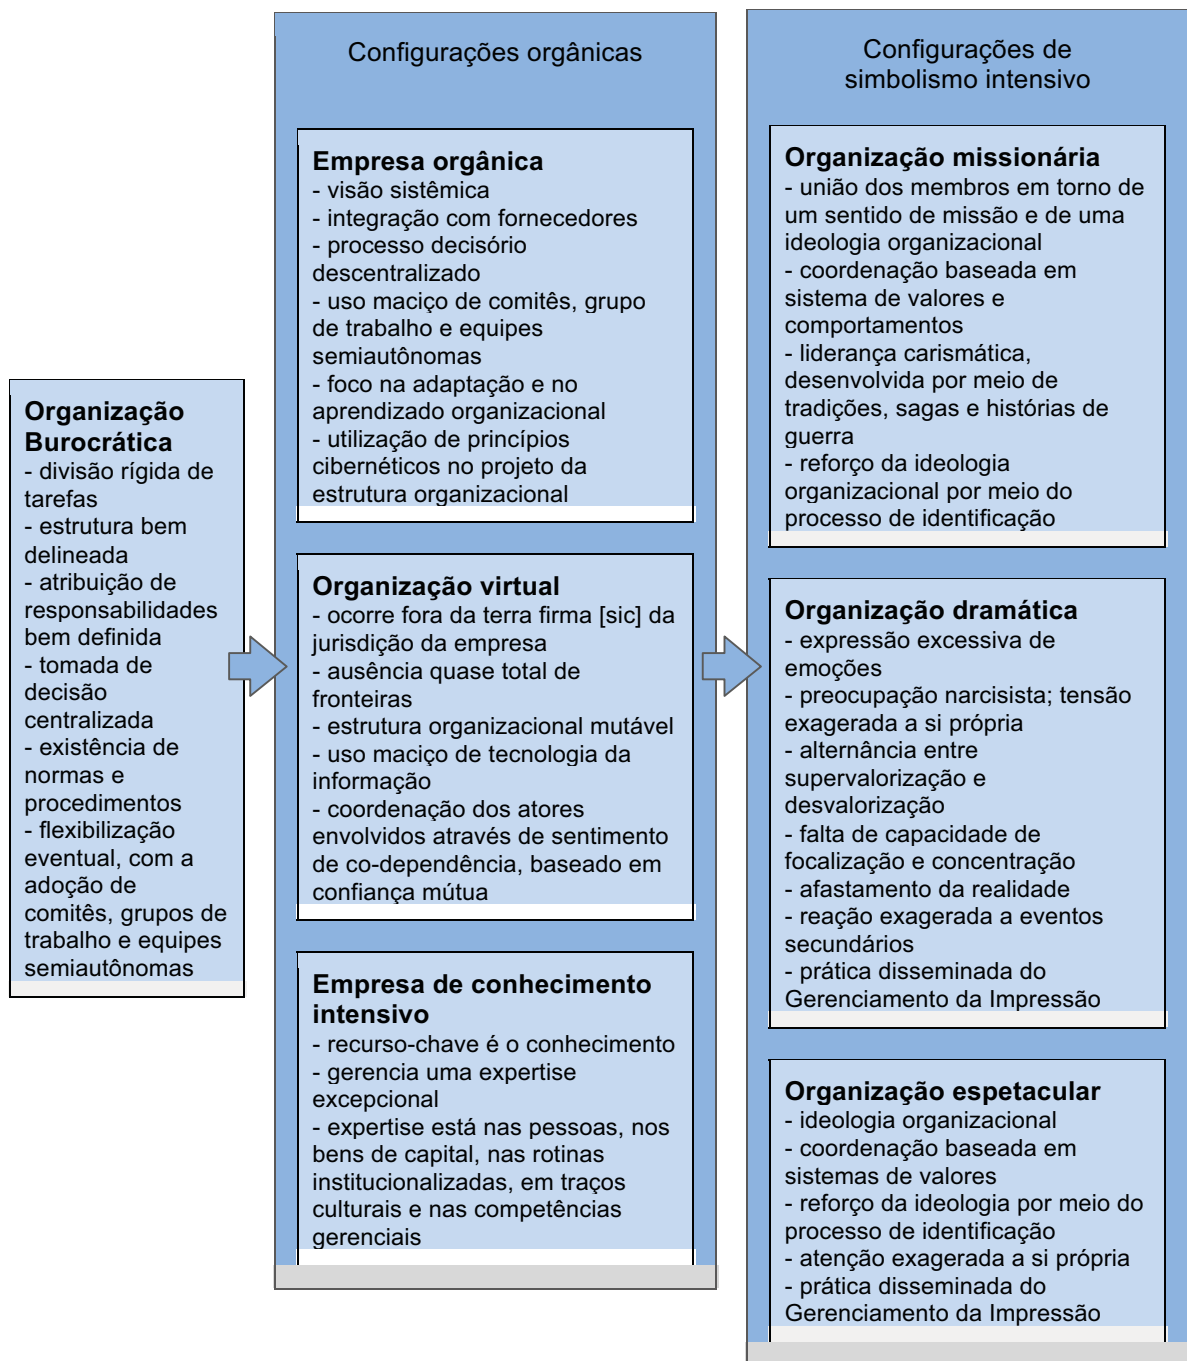 Organização
Burocrática
- divisão rígida de
tarefas
- estrutura bem
delineada
- atribuição de
responsabilidades
bem definida
- tomada de
decisão
centralizada
- existência de
normas e
procedimentos
- flexibilização
eventual, com a
adoção de
comitês, grupos de
trabalho e equipes
semiautônomas
Configurações orgânicas
Empresa orgânica
- visão sistêmica
- integração com fornecedores
- processo decisório
descentralizado
- uso maciço de comitês, grupo
de trabalho e equipes
semiautônomas
- foco na adaptação e no
aprendizado organizacional
- utilização de princípios
cibernéticos no projeto da
estrutura organizacional
Organização virtual
- ocorre fora da terra firma [sic] da
jurisdição da empresa
- ausência quase total de
fronteiras
- estrutura organizacional mutável
- uso maciço de tecnologia da
informação
- coordenação dos atores
envolvidos através de sentimento
de co-dependência, baseado em
confiança mútua
Empresa de conhecimento
intensivo
- recurso-chave é o conhecimento
- gerencia uma expertise
excepcional
- expertise está nas pessoas, nos
bens de capital, nas rotinas
institucionalizadas, em traços
culturais e nas competências
gerenciais
Configurações de
simbolismo intensivo
Organização missionária
- união dos membros em torno de
um sentido de missão e de uma
ideologia organizacional
- coordenação baseada em
sistema de valores e
comportamentos
- liderança carismática,
desenvolvida por meio de
tradições, sagas e histórias de
guerra
- reforço da ideologia
organizacional por meio do
processo de identificação
Organização dramática
- expressão excessiva de
emoções
- preocupação narcisista; tensão
exagerada a si própria
- alternância entre
supervalorização e
desvalorização
- falta de capacidade de
focalização e concentração
- afastamento da realidade
- reação exagerada a eventos
secundários
- prática disseminada do
Gerenciamento da Impressão
Organização espetacular
- ideologia organizacional
- coordenação baseada em
sistemas de valores
- reforço da ideologia por meio do
processo de identificação
- atenção exagerada a si própria
- prática disseminada do
Gerenciamento da Impressão